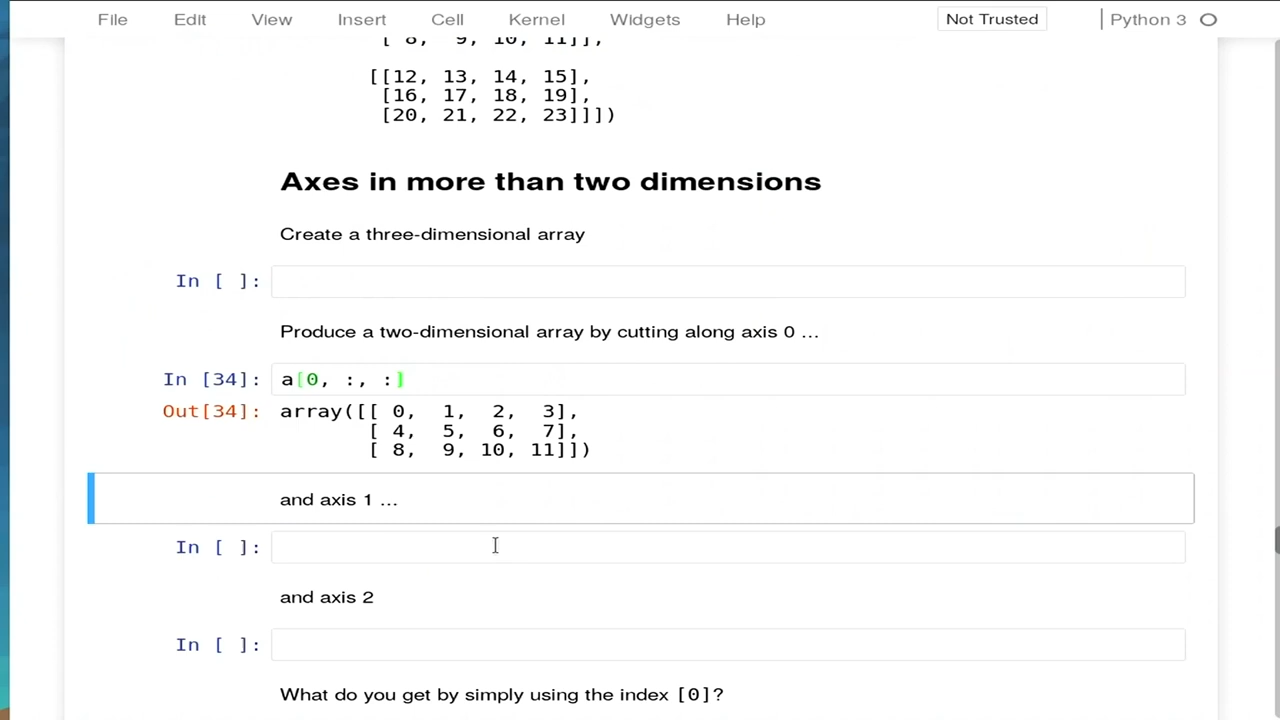 File Edit View Insert Cell Kernel Widgets Help Not Trusted Python 3
[ 8, 9, 10, 11]],
[[12, 13, 14, 15],
[16, 17, 18, 19],
[20, 21, 22, 23]]])
Axes in more than two dimensions
Create a three-dimensional array
In [ ]:
Produce a two-dimensional array by cutting along axis 0 ...
In [34]: a[0, :, :]
Out[34]: array([[ 0, 1, 2, 3],
[ 4, 5, 6, 7],
[ 8, 9, 10, 11]])
and axis 1 ...
In [ ]:
and axis 2
In [ ]:
What do you get by simply using the index [0]?